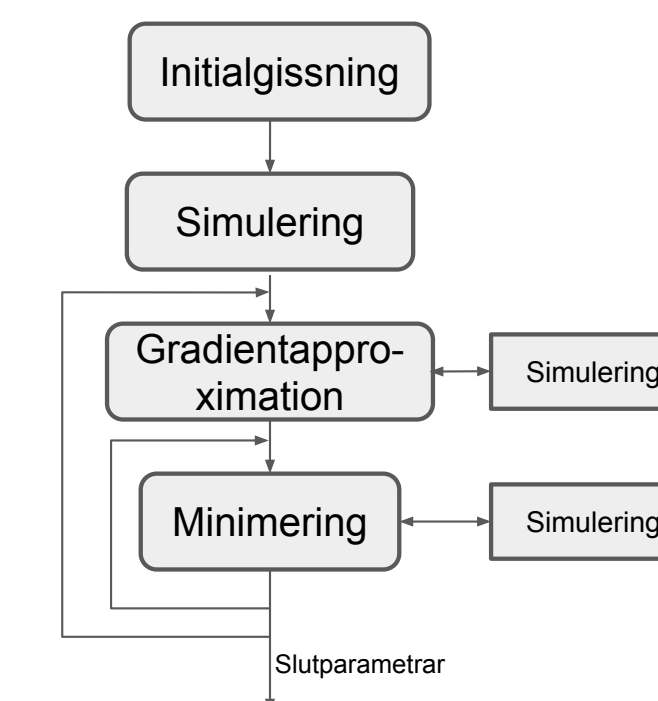 Initialgissning
Simulering
Gradientappro-
ximation
Simulering
Minimering
Simulering
Slutparametrar